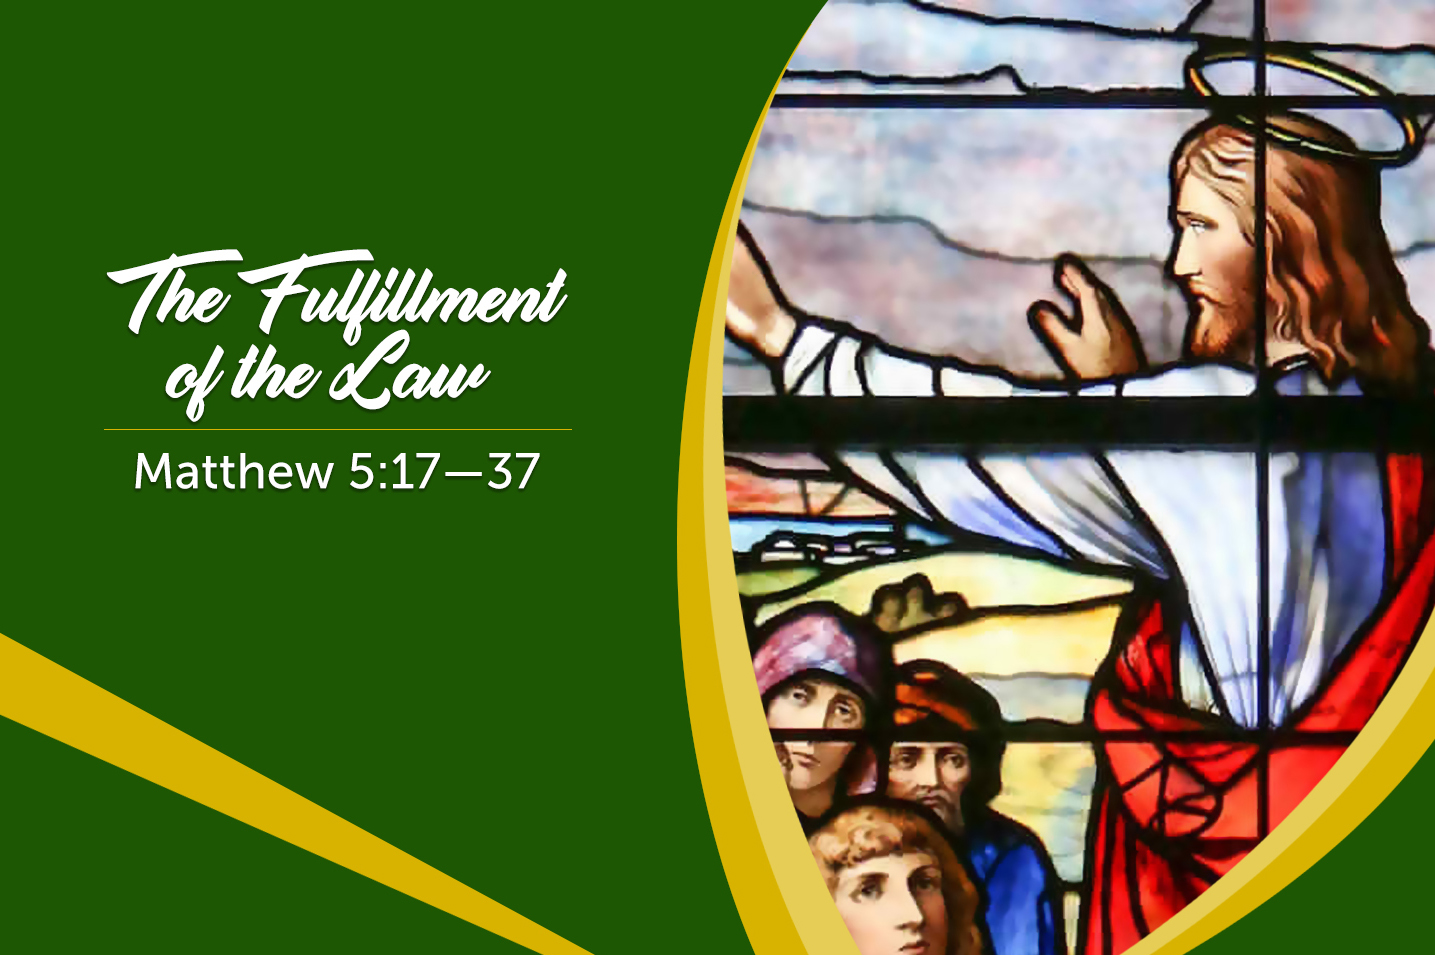 The Fulfillment
of the Law
Matthew 5:17—37